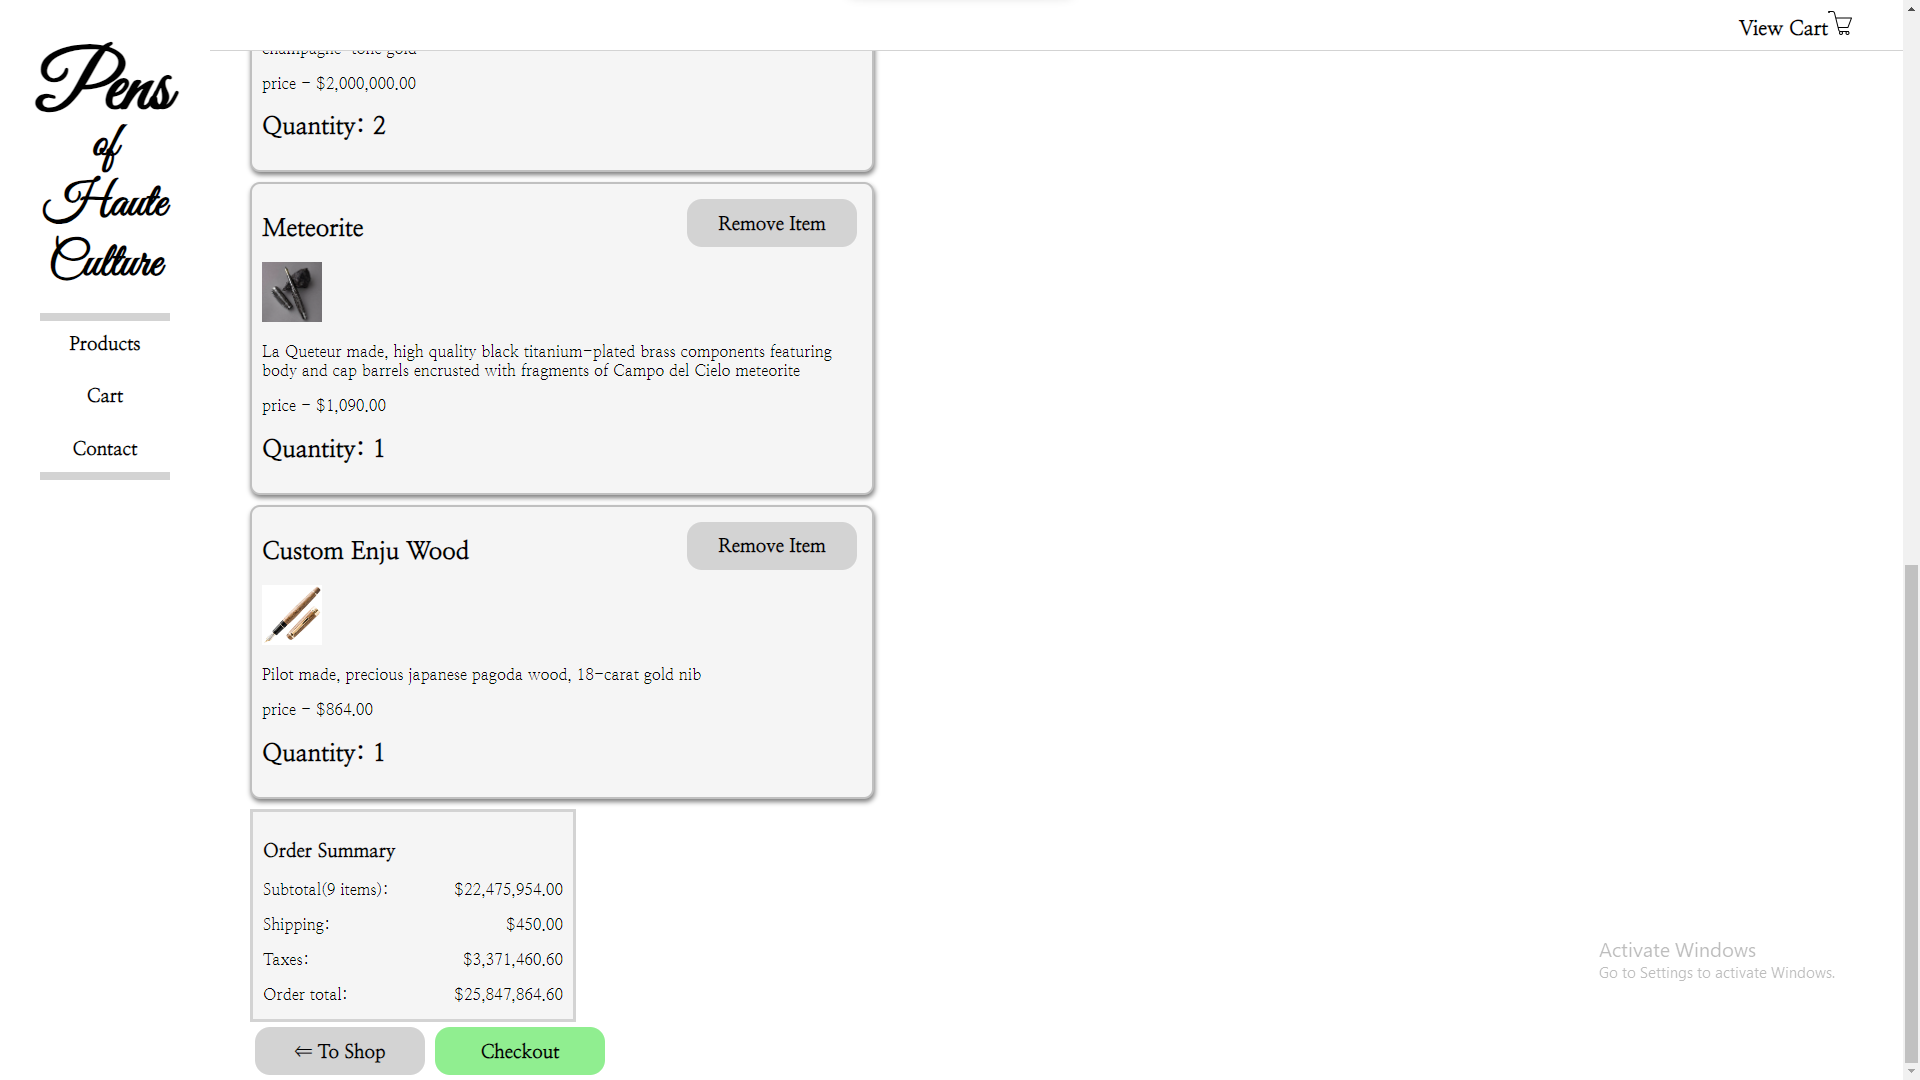 View Cart
Pens
of
Haute
Culture
Products
Cart
Contact
champagne-tone gold
price - $2,000,000.00
Quantity: 2
Meteorite
Remove Item
La Queteur made, high quality black titanium-plated brass components featuring
body and cap barrels encrusted with fragments of Campo del Cielo meteorite
price - $1,090.00
Quantity: 1
Custom Enju Wood
Remove Item
Pilot made, precious japanese pagoda wood, 18-carat gold nib
price - $864.00
Quantity: 1
Order Summary
Subtotal(9 items): $22,475,954.00
Shipping: $450.00
Taxes: $3,371,460.60
Order total: $25,847,864.60
⇐ To Shop
Checkout
Activate Windows
Go to Settings to activate Windows.